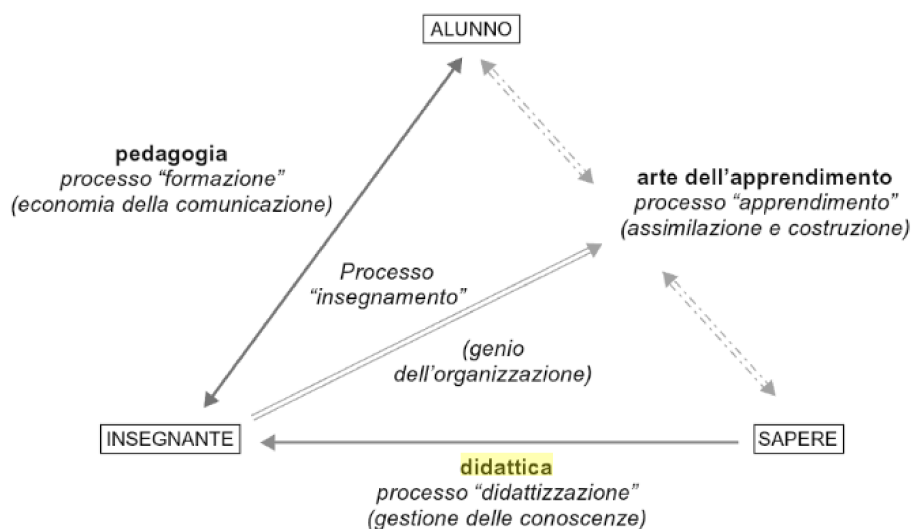 ALUNNO
pedagogia
processo “formazione”
(economia della comunicazione)
arte dell’apprendimento
processo “apprendimento”
(assimilazione e costruzione)
Processo
“insegnamento”
(genio
dell’organizzazione)
INSEGNANTE
SAPERE
didattica
processo “didattizzazione”
(gestione delle conoscenze)